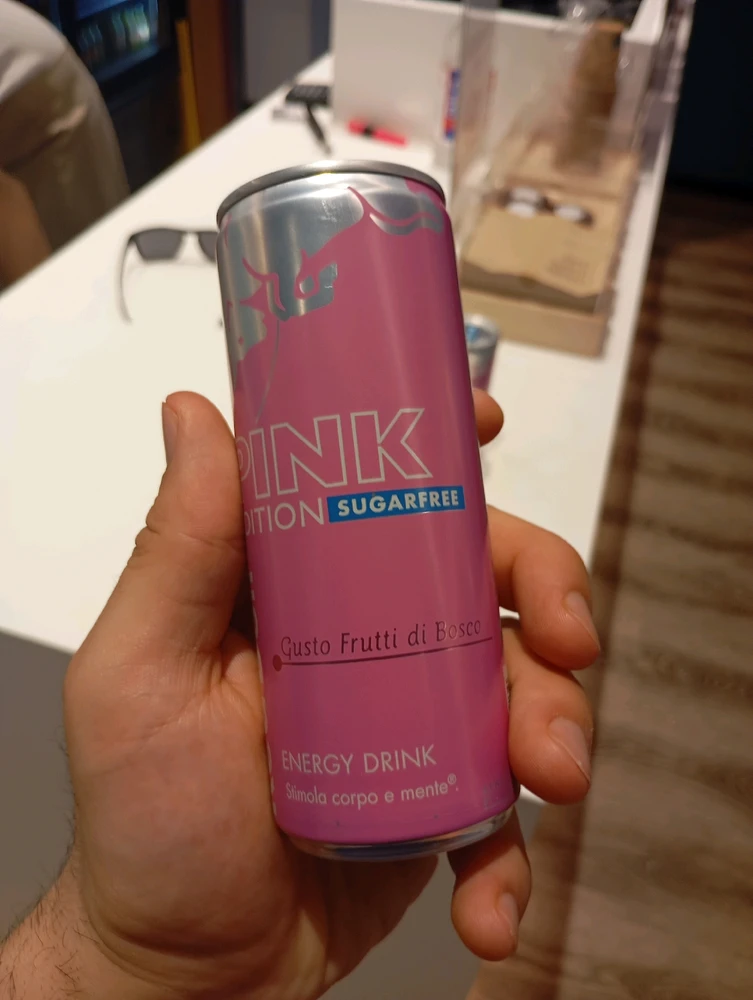 PINK
EDITION SUGARFREE
Gusto Frutti di Bosco
ENERGY DRINK
Stimola corpo e mente®.